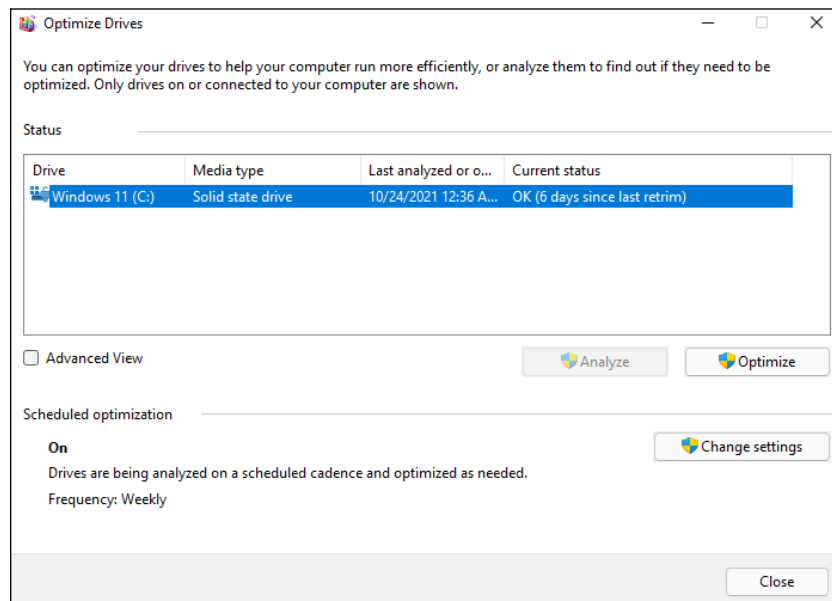 Optimize Drives
You can optimize your drives to help your computer run more efficiently, or analyze them to find out if they need to be
optimized. Only drives on or connected to your computer are shown.
Status
Drive Media type Last analyzed or o... Current status
Windows 11 (C:) Solid state drive 10/24/2021 12:36 A... OK (6 days since last retrim)
Advanced View Analyze Optimize
Scheduled optimization
On Change settings
Drives are being analyzed on a scheduled cadence and optimized as needed.
Frequency: Weekly
Close